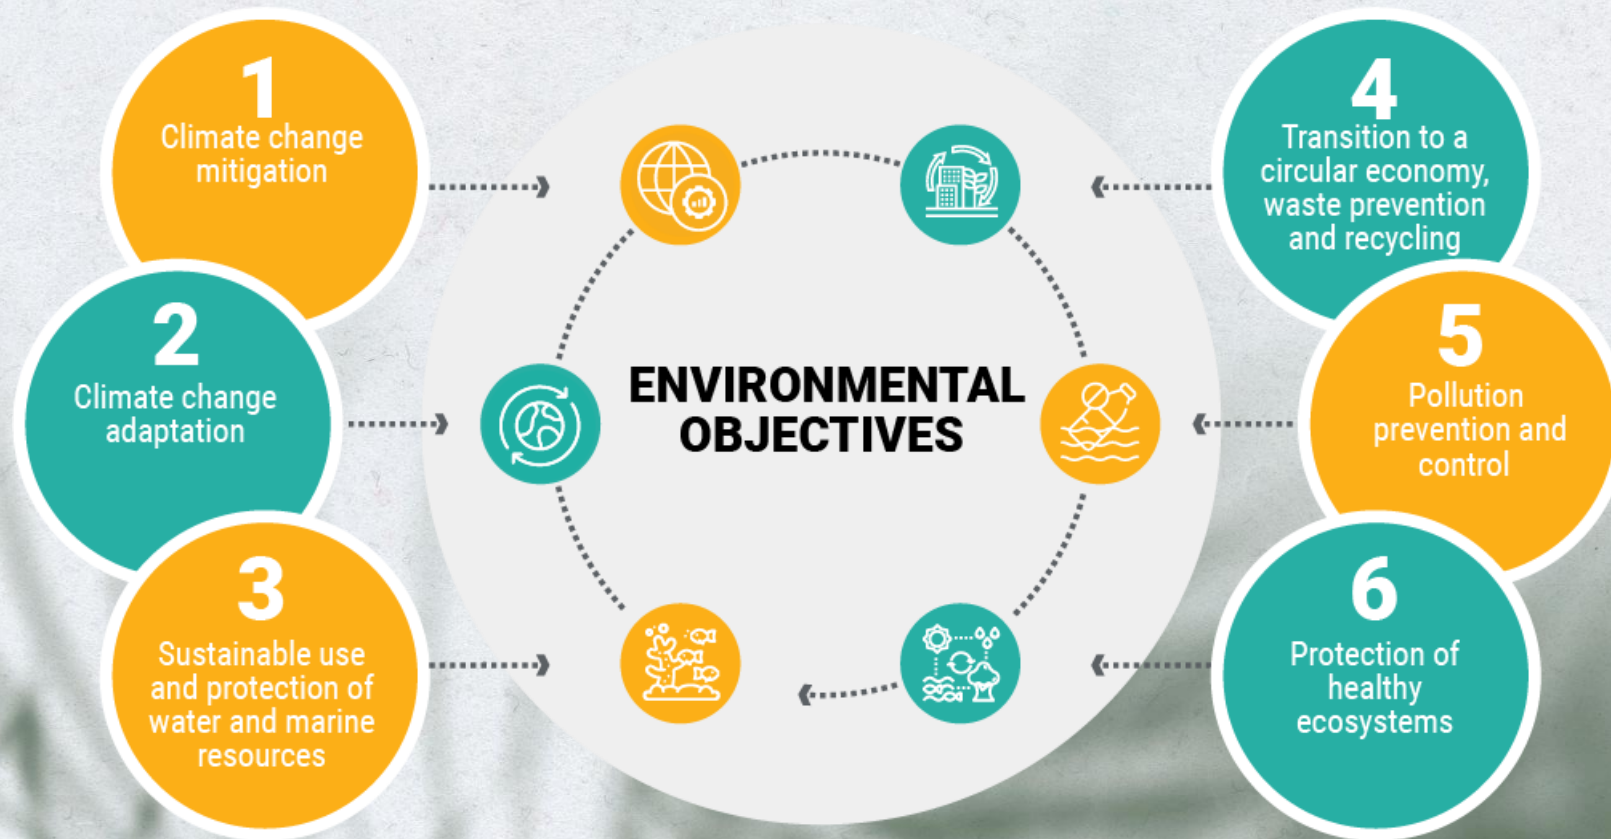 1
Climate change
mitigation
2
Climate change
adaptation
3
Sustainable use
and protection of
water and marine
resources
ENVIRONMENTAL
OBJECTIVES
4
Transition to a
circular economy,
waste prevention
and recycling
5
Pollution
prevention and
control
6
Protection of
healthy
ecosystems